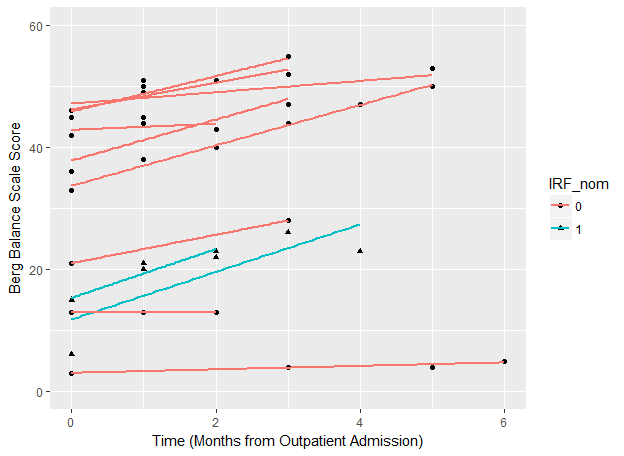 60
40
20
0
Berg Balance Scale Score
0 2 4 6
Time (Months from Outpatient Admission)
IRF_nom
0
1